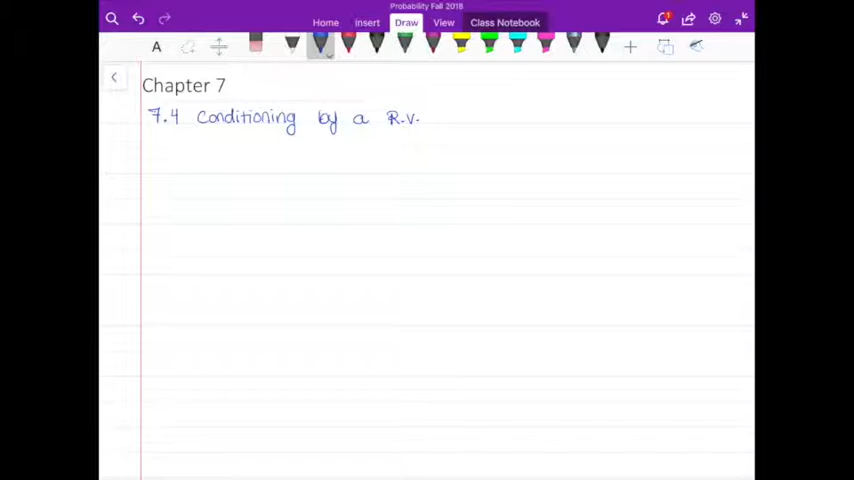 Probability Fall 2018
Home Insert Draw View Class Notebook
A
Chapter 7
7.4 Conditioning by a R.V.